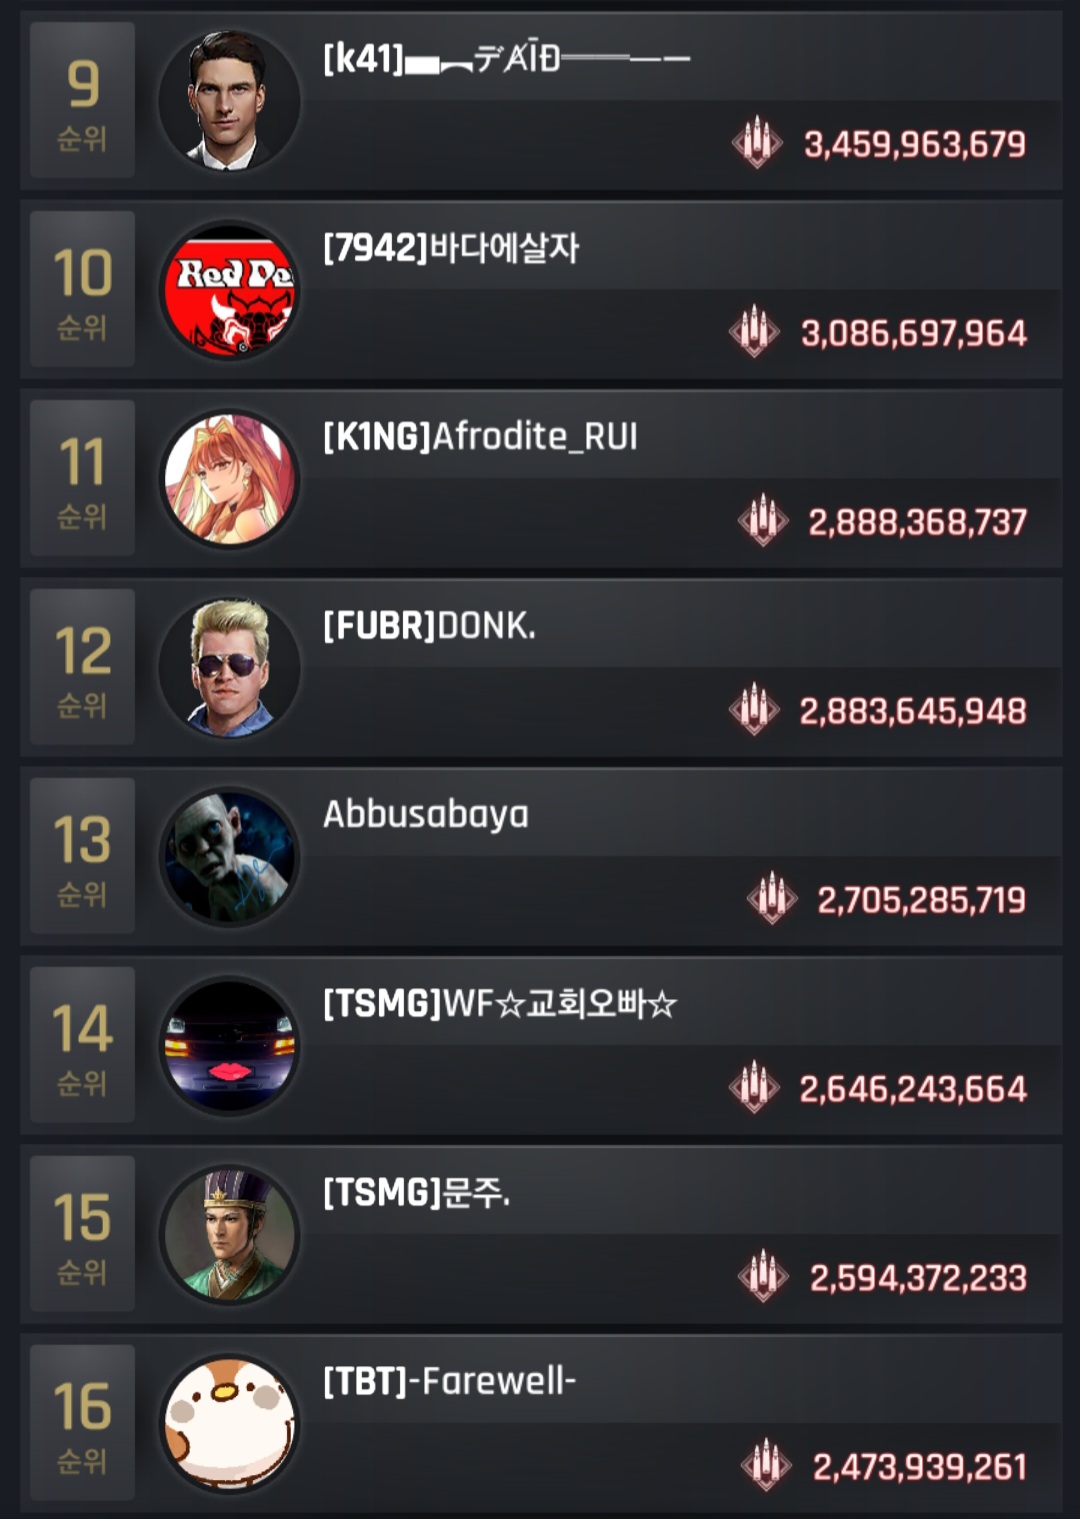 9
순위
[k41]▄︷デȺĪÐ═══——
3,459,963,679
10
순위
Red De
[7942]바다에살자
3,086,697,964
11
순위
[K1NG]Afrodite_RUI
2,888,368,737
12
순위
[FUBR]DONK.
2,883,645,948
13
순위
Abbusabaya
2,705,285,719
14
순위
[TSMG]WF☆교회오빠☆
2,646,243,664
15
순위
[TSMG]문주.
2,594,372,233
16
순위
[TBT]-Farewell-
2,473,939,261